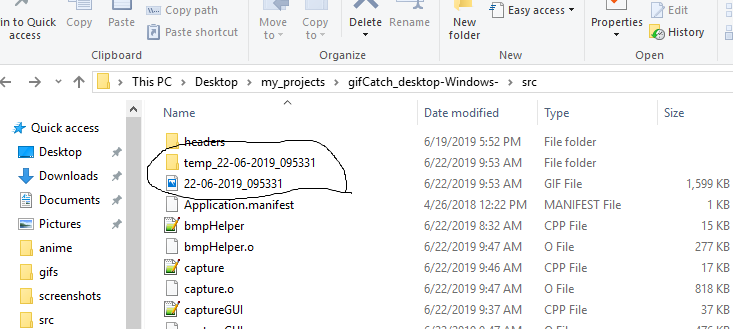 in to Quick access
Copy
Paste
Copy path
Paste shortcut
Clipboard
Move to
Copy to
Delete
Rename
Organize
New folder
Easy access
New
Properties
Edit
History
Open
This PC > Desktop > my_projects > gifCatch_desktop-Windows- > src
Name Date modified Type Size
Quick access
Desktop
Downloads
Documents
Pictures
anime
gifs
screenshots
src
headers 6/19/2019 5:52 PM File folder
temp_22-06-2019_095331 6/22/2019 9:53 AM File folder
22-06-2019_095331 6/22/2019 9:53 AM GIF File 1,599 KB
Application.manifest 4/26/2018 12:22 PM MANIFEST File 1 KB
bmpHelper 6/22/2019 8:32 AM CPP File 15 KB
bmpHelper.o 6/22/2019 9:47 AM O File 277 KB
capture 6/22/2019 9:46 AM CPP File 17 KB
capture.o 6/22/2019 9:47 AM O File 818 KB
captureGUI 6/22/2019 9:37 AM CPP File 37 KB